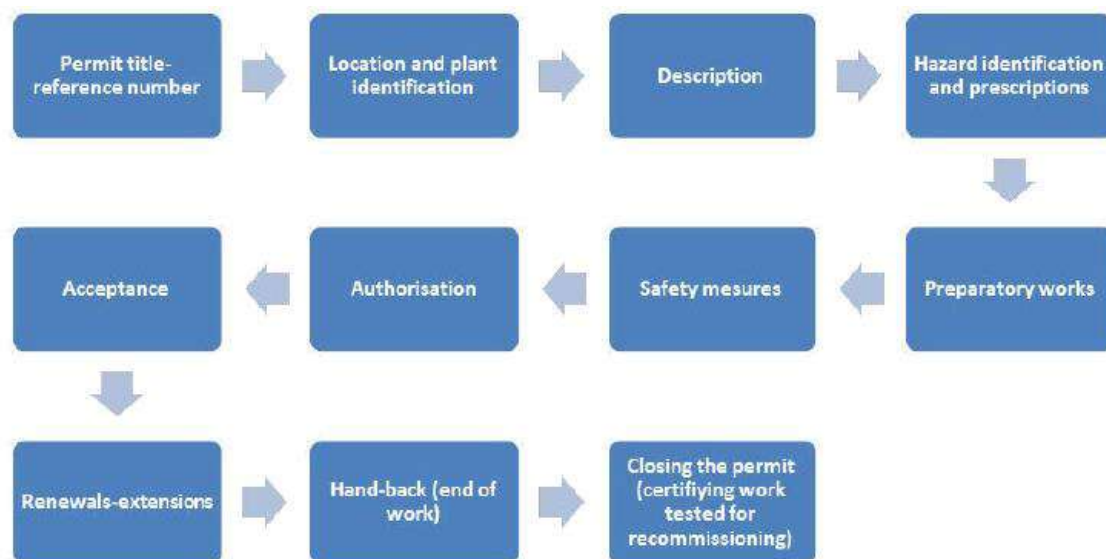 Permit title-
reference number
Location and plant
identification
Description
Hazard identification
and prescriptions
Preparatory works
Safety mesures
Authorisation
Acceptance
Renewals-extensions
Hand-back (end of
work)
Closing the permit
(certifiying work
tested for
recommissioning)